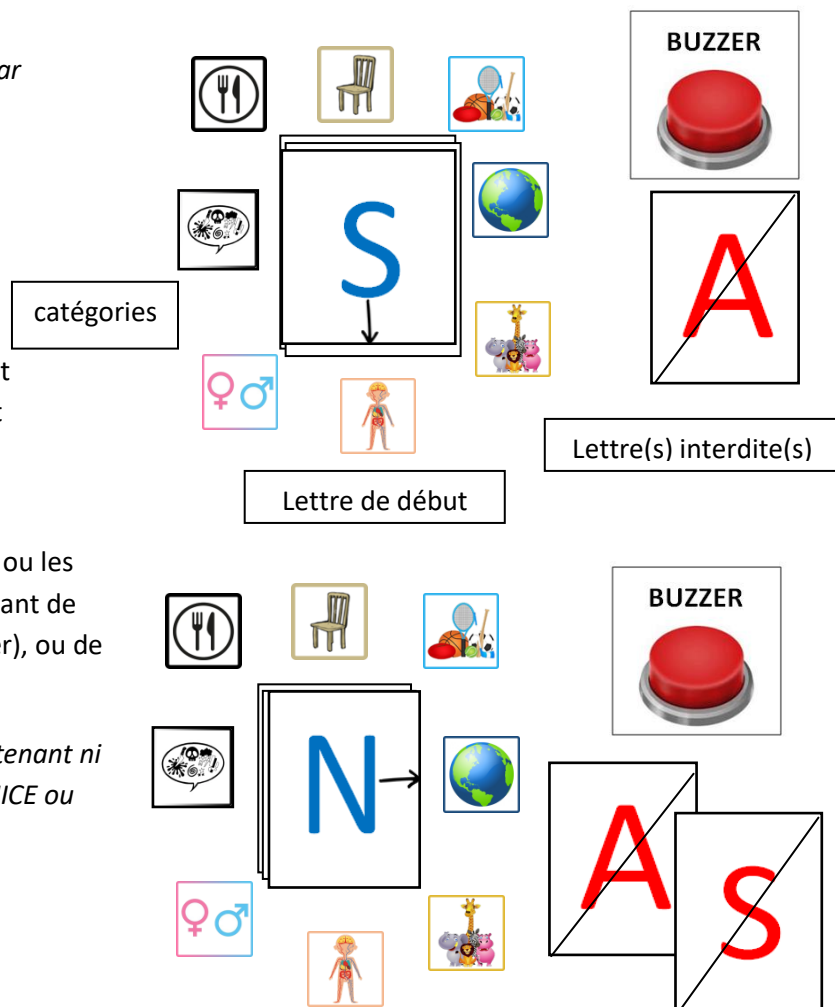 ar
BUZZER
S
A
catégories
t
t
Lettre(s) interdite(s)
Lettre de début
ou les
ant de
er), ou de
tenant ni
ICE ou
BUZZER
N
A
S